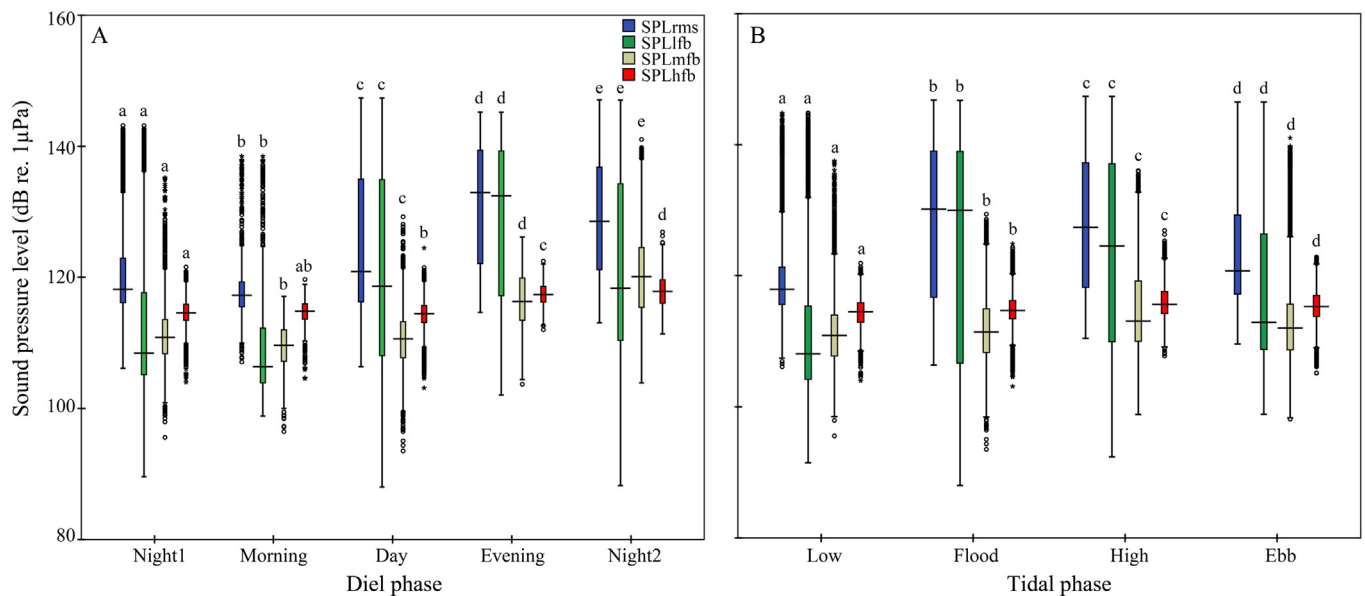 160
140
120
100
80
Sound pressure level (dB re. 1µPa)
A
SPLrms
SPLlfb
SPLmfb
SPLhfb
a a a a
b b b ab
c c c b
d d d c
e e e d
Night1 Morning Day Evening Night2
Diel phase
B
a a a a
b b b b
c c c c
d d d d
Low Flood High Ebb
Tidal phase